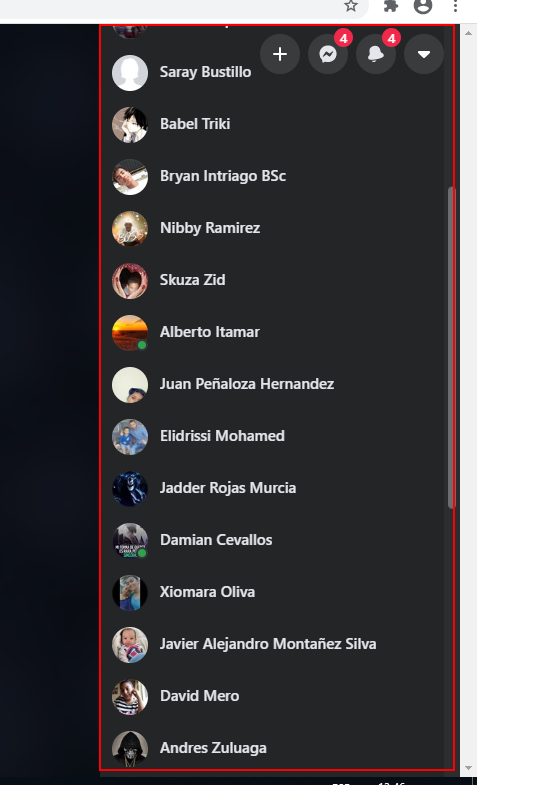 4
4
Saray Bustillo
Babel Triki
Bryan Intriago BSc
Nibby Ramirez
Skuza Zid
Alberto Itamar
Juan Peñaloza Hernandez
Elidrissi Mohamed
Jadder Rojas Murcia
Damian Cevallos
Xiomara Oliva
Javier Alejandro Montañez Silva
David Mero
Andres Zuluaga